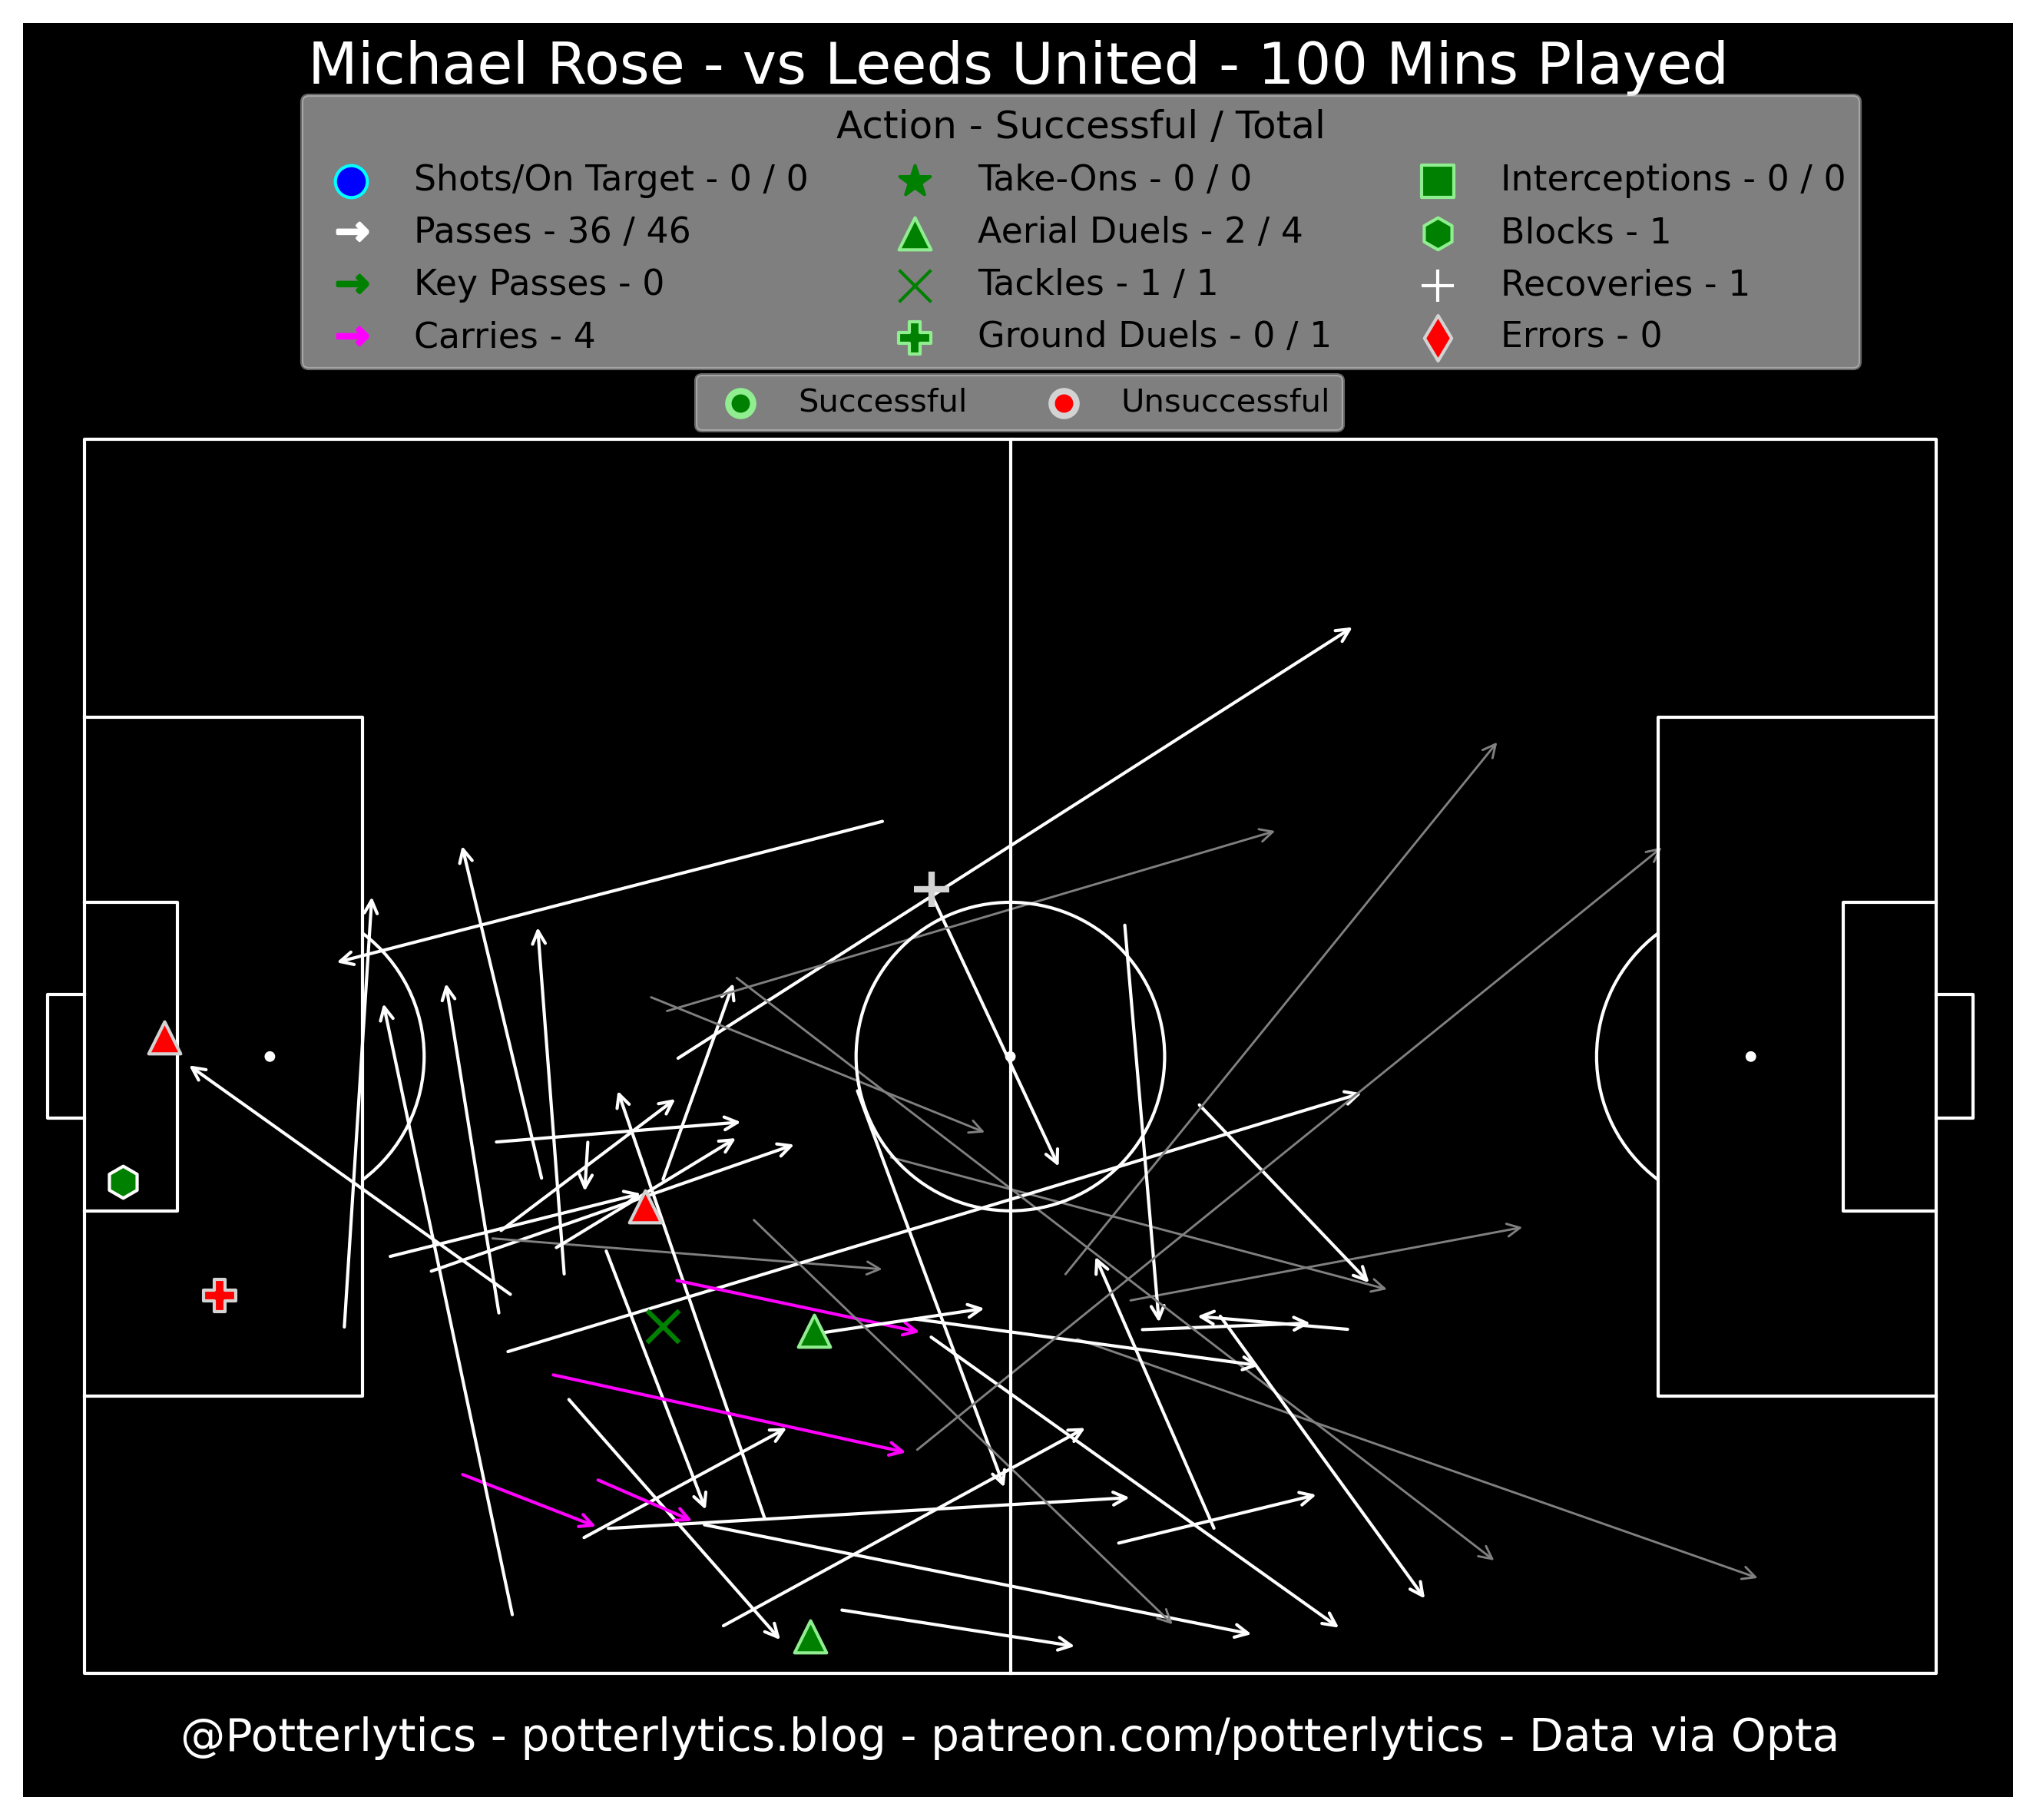 Michael Rose - vs Leeds United - 100 Mins Played
Action - Successful / Total
Shots/On Target - 0 / 0
Take-Ons - 0 / 0
Interceptions - 0 / 0
Passes - 36 / 46
Aerial Duels - 2 / 4
Blocks - 1
Key Passes - 0
Tackles - 1 / 1
Recoveries - 1
Carries - 4
Ground Duels - 0 / 1
Errors - 0
Successful
Unsuccessful
@Potterlytics - potterlytics.blog - patreon.com/potterlytics - Data via Opta